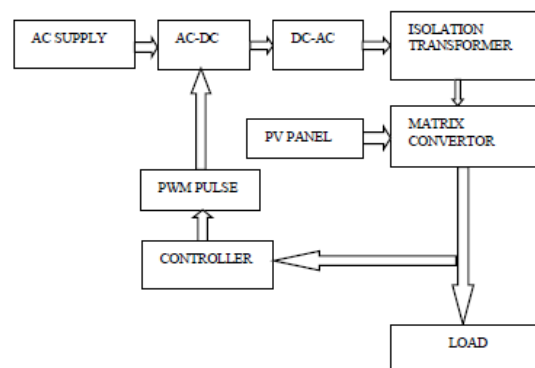 AC SUPPLY
AC-DC
DC-AC
ISOLATION
TRANSFORMER
PV PANEL
MATRIX
CONVERTOR
PWM PULSE
CONTROLLER
LOAD